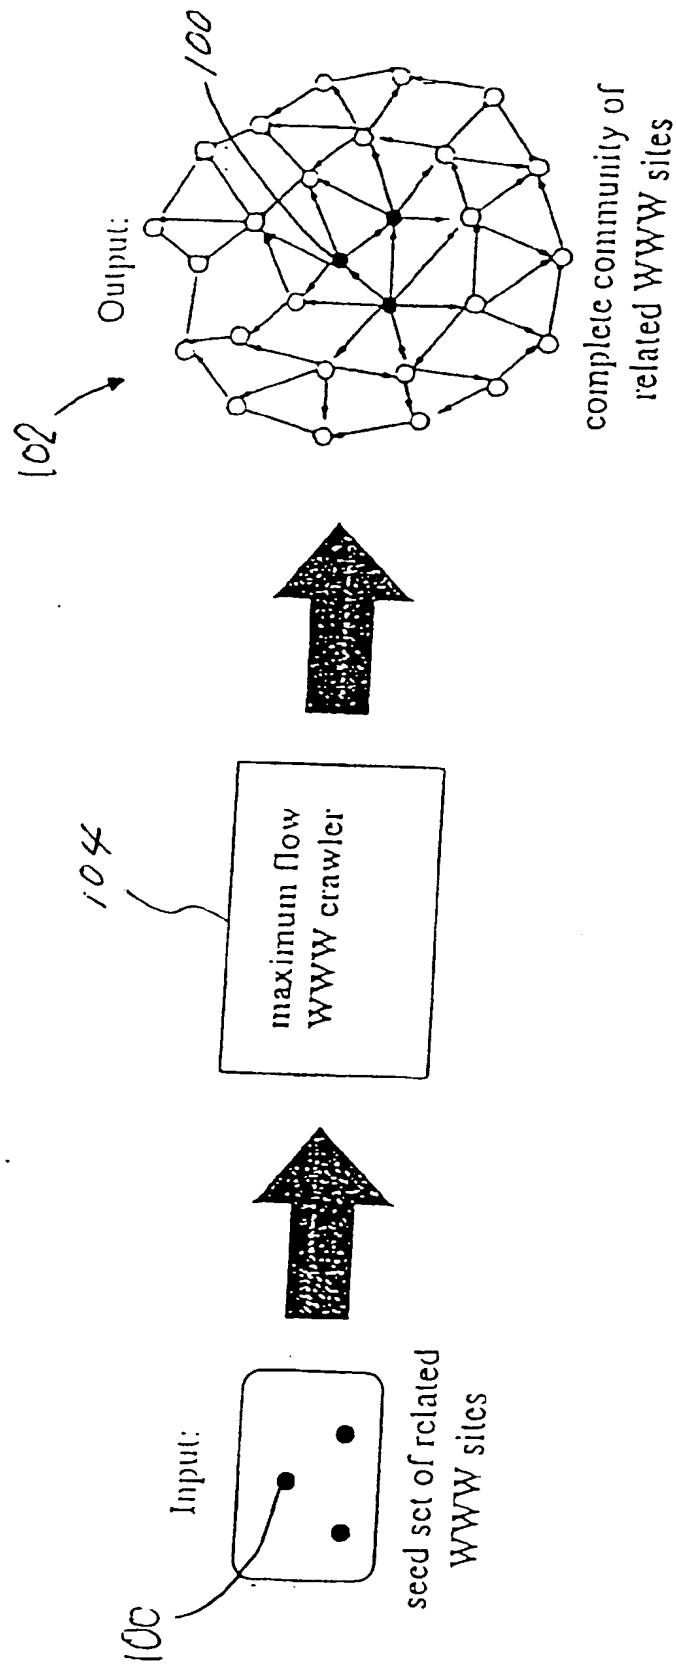 Input:
100
seed set of related
WWW sites
104
maximum flow
WWW crawler
102
Output:
100
complete community of
related WWW sites